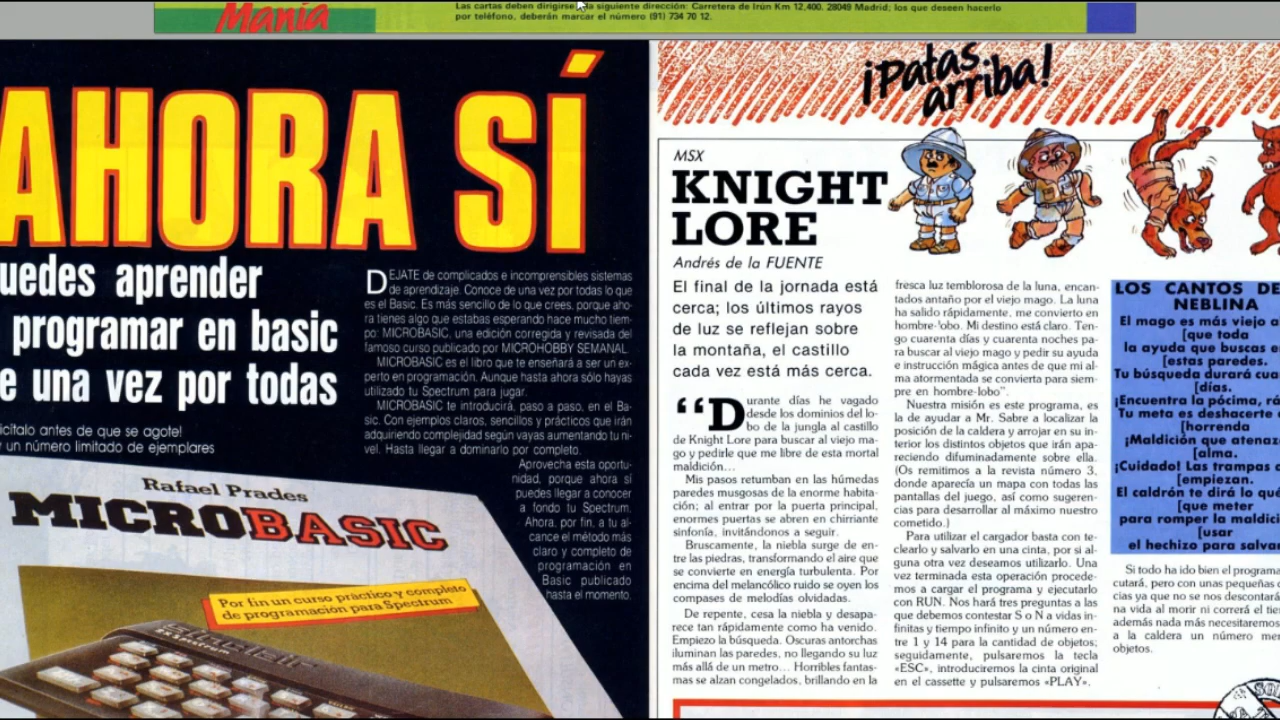 Manía
Las cartas deben dirigirse a la siguiente dirección: Carretera de Irún Km 12,400. 28049 Madrid; los que deseen hacerlo
por teléfono, deberán marcar el número (91) 734 70 12.
AHORA SÍ
uedes aprender
programar en basic
e una vez por todas
icítalo antes de que se agote!
un número limitado de ejemplares
DEJATE de complicados e incomprensibles sistemas
de aprendizaje. Conoce de una vez por todas lo que
es el Basic. Es más sencillo de lo que crees, porque aho-
ra tienes algo que estabas esperando hace mucho tiem-
po: MICROBASIC, una edición corregida y revisada del
famoso curso publicado por MICROHOBBY SEMANAL.
MICROBASIC es el libro que te enseñará a ser un ex-
perto en programación. Aunque hasta ahora sólo hayas
utilizado tu Spectrum para jugar.
MICROBASIC te introducirá, paso a paso, en el Ba-
sic. Con ejemplos claros, sencillos y prácticos que irán
adquiriendo complejidad según vayas aumentando tu ni-
vel. Hasta llegar a dominarlo por completo.
Aprovecha esta oportu-
nidad, porque ahora sí
puedes llegar a conocer
a fondo tu Spectrum.
Ahora, por fin, a tu al-
cance el método más
claro y completo de
programación en
Basic publicado
hasta el momento.
Rafael Prades
MICROBASIC
Por fin un curso práctico y completo
de programación para Spectrum
¡Patas
arriba!
MSX
KNIGHT
LORE
Andrés de la FUENTE
El final de la jornada está
cerca; los últimos rayos
de luz se reflejan sobre
la montaña, el castillo
cada vez está más cerca.
“Durante días he vagado
desde los dominios del lo-
bo de la jungla al castillo
de Knight Lore para buscar al viejo ma-
go y pedirle que me libre de esta mortal
maldición...
Mis pasos retumban en las húmedas
paredes musgosas de la enorme habita-
ción; al entrar por la puerta principal,
enormes puertas se abren en chirriante
sinfonía, invitándonos a seguir.
Bruscamente, la niebla surge de en-
tre las piedras, transformando el aire que
se convierte en energía turbulenta. Por
encima del melancólico ruido se oyen los
compases de melodías olvidadas.
De repente, cesa la niebla y desapa-
rece tan rápidamente como ha venido.
Empiezo la búsqueda. Oscuras antorchas
iluminan las paredes, no llegando su luz
más allá de un metro... Horribles fantas-
mas se alzan congelados, brillando en la
fresca luz temblorosa de la luna, encan-
tados antaño por el viejo mago. La luna
ha salido rápidamente, me convierto en
hombre-lobo. Mi destino está claro. Ten-
go cuarenta días y cuarenta noches pa-
ra buscar al viejo mago y pedir su ayuda
e instrucción mágica antes de que mi al-
ma atormentada se convierta para siem-
pre en hombre-lobo”.
Nuestra misión es este programa, es
la de ayudar a Mr. Sabre a localizar la
posición de la caldera y arrojar en su in-
terior los distintos objetos que irán apa-
reciendo difuminadamente sobre ella.
(Os remitimos a la revista número 3,
donde aparecía un mapa con todas las
pantallas del juego, así como sugeren-
cias para desarrollar al máximo nuestro
cometido.)
Para utilizar el cargador basta con te-
clearlo y salvarlo en una cinta, por si al-
guna otra vez deseamos utilizarlo. Una
vez terminada esta operación procede-
mos a cargar el programa y ejecutarlo
con RUN. Nos hará tres preguntas a las
que debemos contestar S o N a vidas in-
finitas y tiempo infinito y un número en-
tre 1 y 14 para la cantidad de objetos;
seguidamente, pulsaremos la tecla
«ESC», introduciremos la cinta original
en el cassette y pulsaremos «PLAY».
LOS CANTOS DE
NEBLINA
El mago es más viejo a
[que toda
la ayuda que buscas e
[estas paredes.
Tu búsqueda durará cua
[días.
¡Encuentra la pócima, rá
Tu meta es deshacerte
[horrenda
¡Maldición que atenaz
[alma.
¡Cuidado! Las trampas
[empiezan.
El caldrón te dirá lo qu
[que meter
para romper la maldici
[usar
el hechizo para salva
Si todo ha ido bien el programa
cutará, pero con unas pequeñas
cias ya que no se nos descontará
na vida al morir ni correrá el tie
además nada más necesitaremos
a la caldera un número me
objetos.